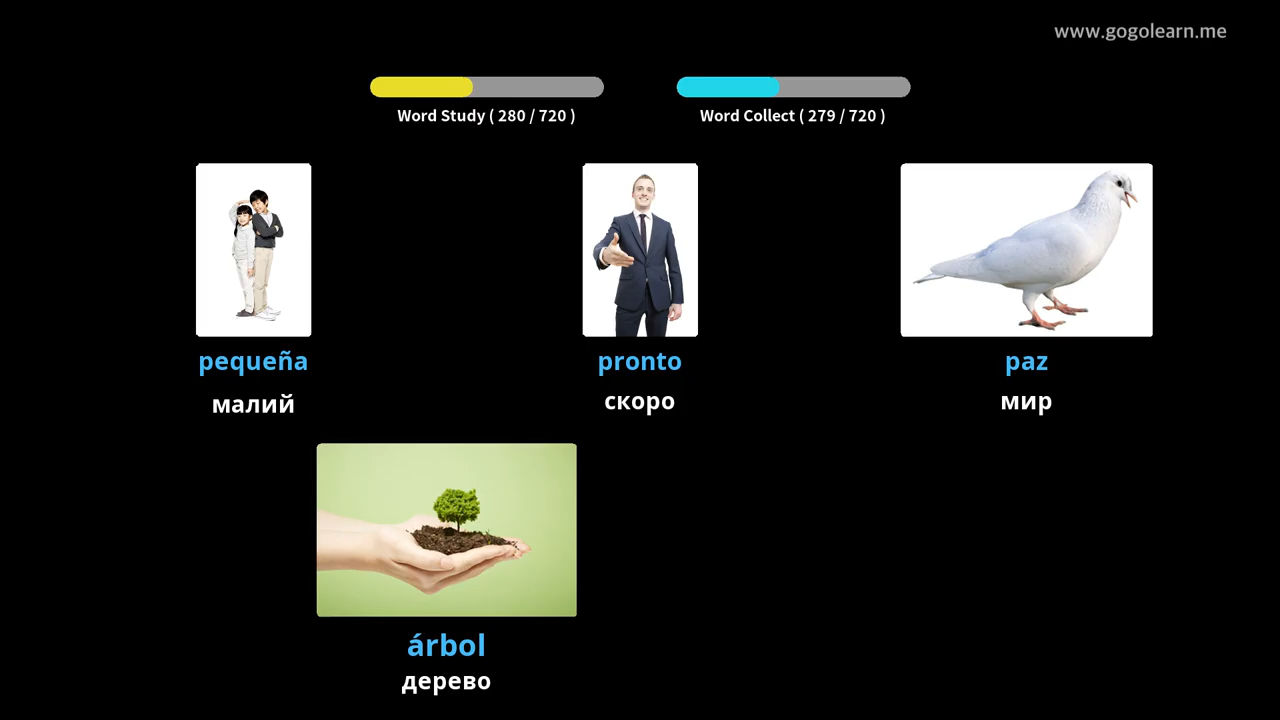 www.gogolearn.me
Word Study ( 280 / 720 )
Word Collect ( 279 / 720 )
pequeña
малий
pronto
скоро
paz
мир
árbol
дерево